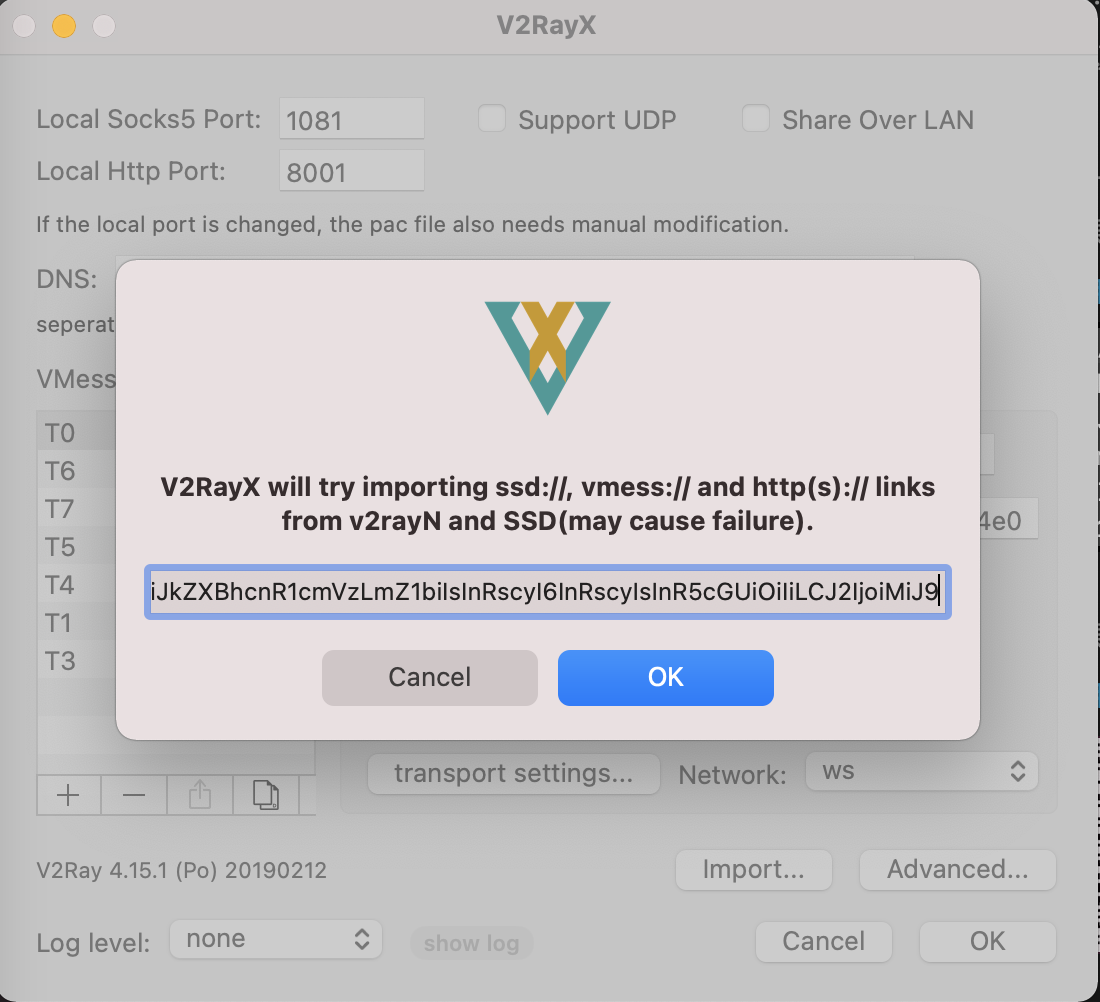 V2RayX
Local Socks5 Port: 1081 Support UDP Share Over LAN
Local Http Port: 8001
If the local port is changed, the pac file also needs manual modification.
DNS:
seperat
VMess
T0
T6
T7
T5
T4
T1
T3
4e0
V2RayX will try importing ssd://, vmess:// and http(s):// links
from v2rayN and SSD(may cause failure).
iJkZXBhcnR1cmVzLmZ1biIsInRscyI6InRscyIsInR5cGUiOiIiLCJ2IjoiMiJ9
Cancel OK
transport settings... Network: ws
V2Ray 4.15.1 (Po) 20190212 Import... Advanced...
Log level: none show log Cancel OK